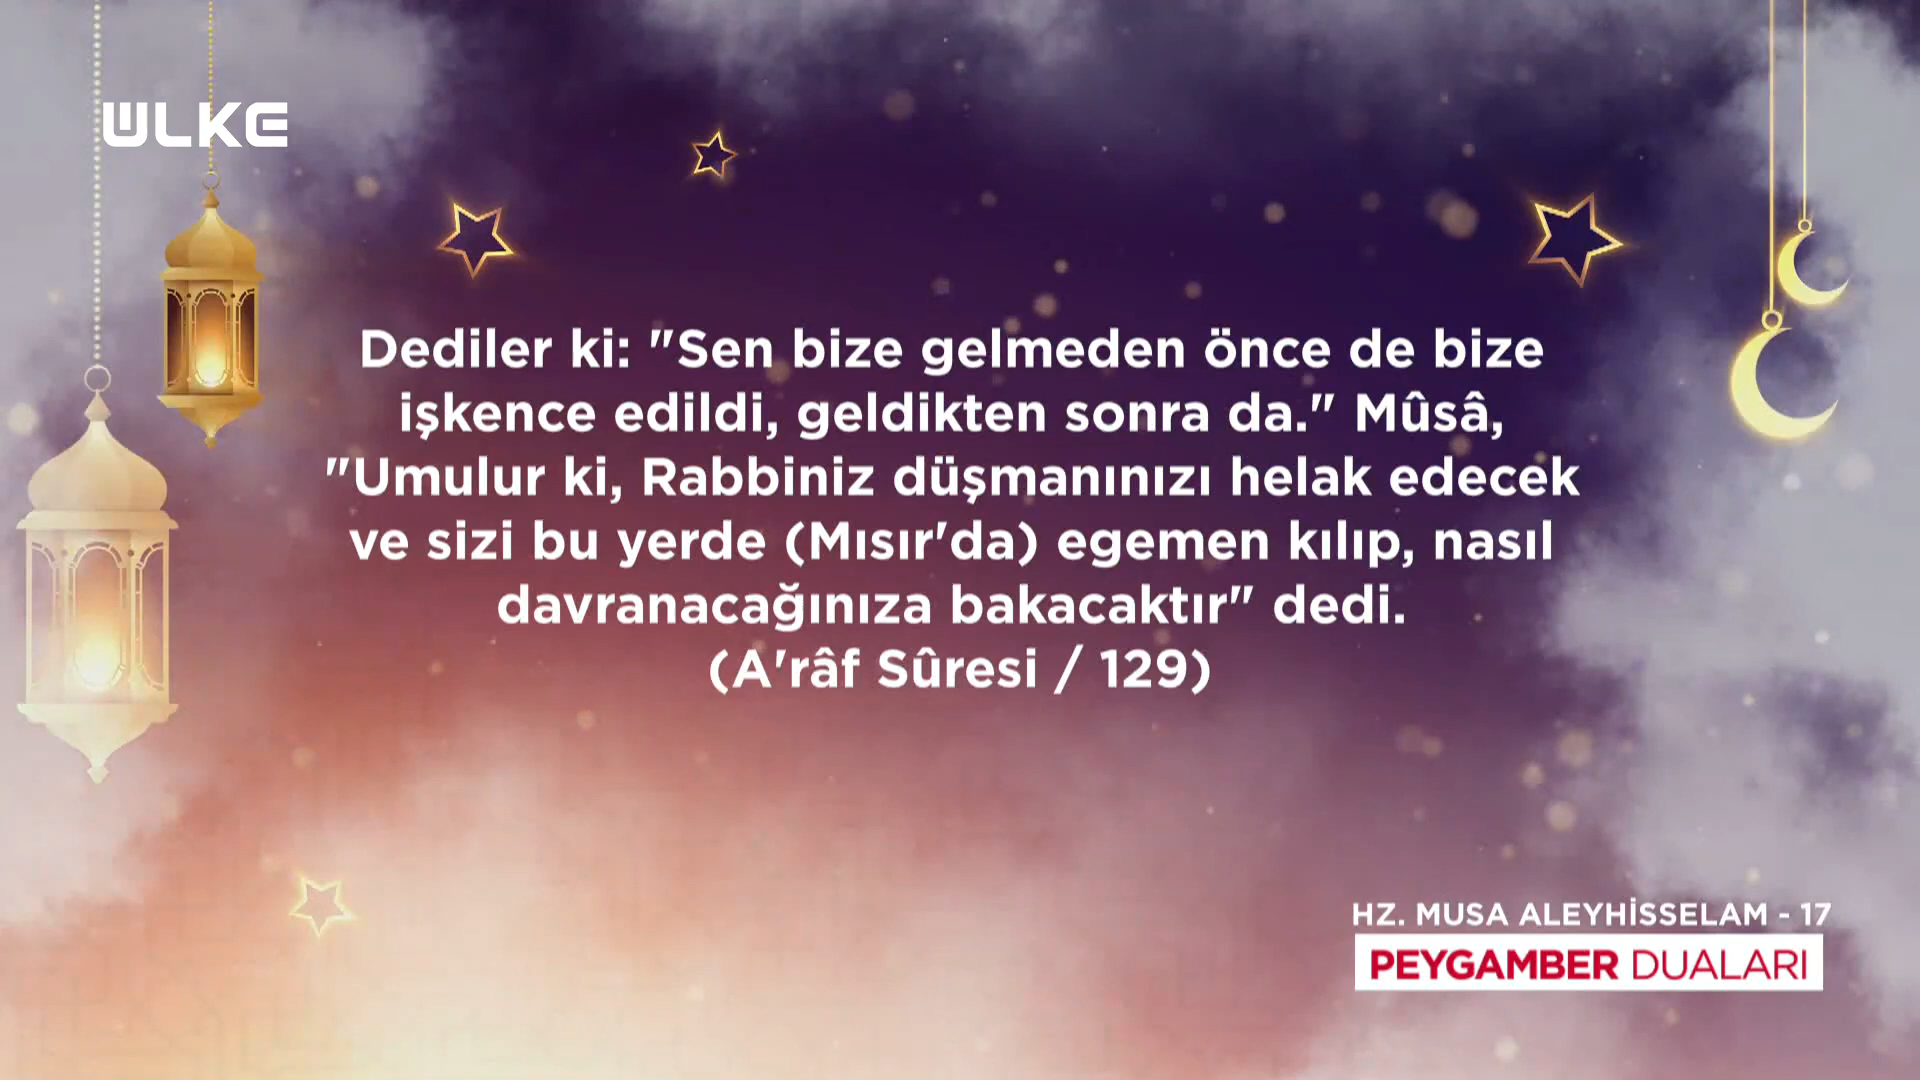 ULKE
Dediler ki: "Sen bize gelmeden önce de bize
işkence edildi, geldikten sonra da." Mûsâ,
"Umulur ki, Rabbiniz düşmanınızı helak edecek
ve sizi bu yerde (Mısır'da) egemen kılıp, nasıl
davranacağınıza bakacaktır" dedi.
(A'râf Sûresi / 129)
HZ. MUSA ALEYHİSSELAM - 17
PEYGAMBER DUALARI